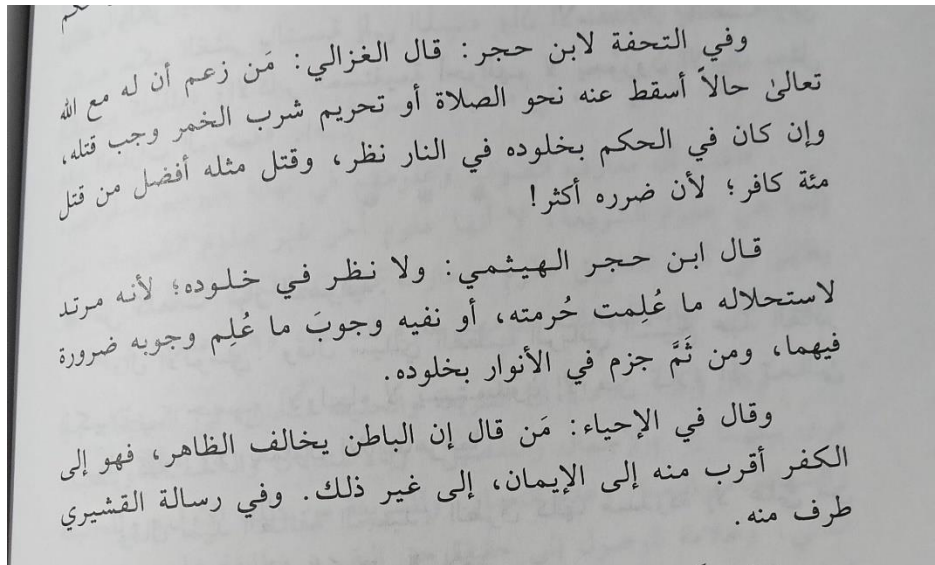 وفي التحفة لابن حجر: قال الغزالي: مَن زعم أن له مع الله
تعالىٰ حالاً أسقط عنه نحو الصلاة أو تحريم شرب الخمر وجب قتله،
وإن كان في الحكم بخلوده في النار نظر، وقتل مثله أفضل من قتل
مئة كافر؛ لأن ضرره أكثر!
قال ابن حجر الهيثمي: ولا نظر في خلوده؛ لأنه مرتد
لاستحلاله ما عُلِمت حُرمته، أو نفيه وجوبَ ما عُلِم وجوبه ضرورة
فيهما، ومن ثَمَّ جزم في الأنوار بخلوده.
وقال في الإحياء: مَن قال إن الباطن يخالف الظاهر، فهو إلى
الكفر أقرب منه إلى الإيمان، إلى غير ذلك. وفي رسالة القشيري
طرف منه.